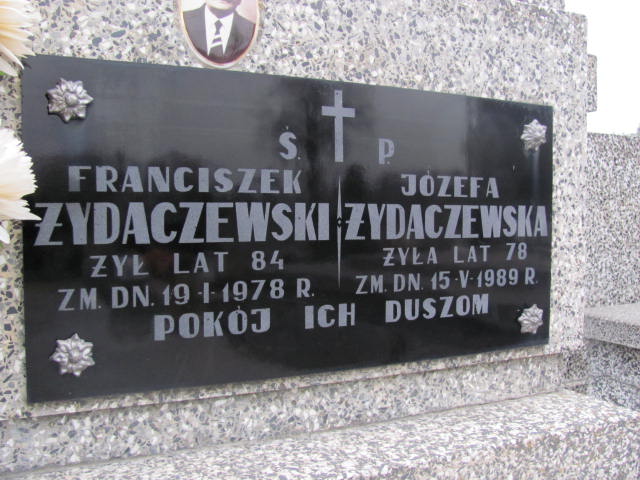 Ś. P.
FRANCISZEK
ŻYDACZEWSKI
ŻYŁ LAT 84
ZM. DN. 19-I-1978 R.
JÓZEFA
ŻYDACZEWSKA
ŻYŁA LAT 78
ZM. DN. 15-V-1989 R.
POKÓJ ICH DUSZOM